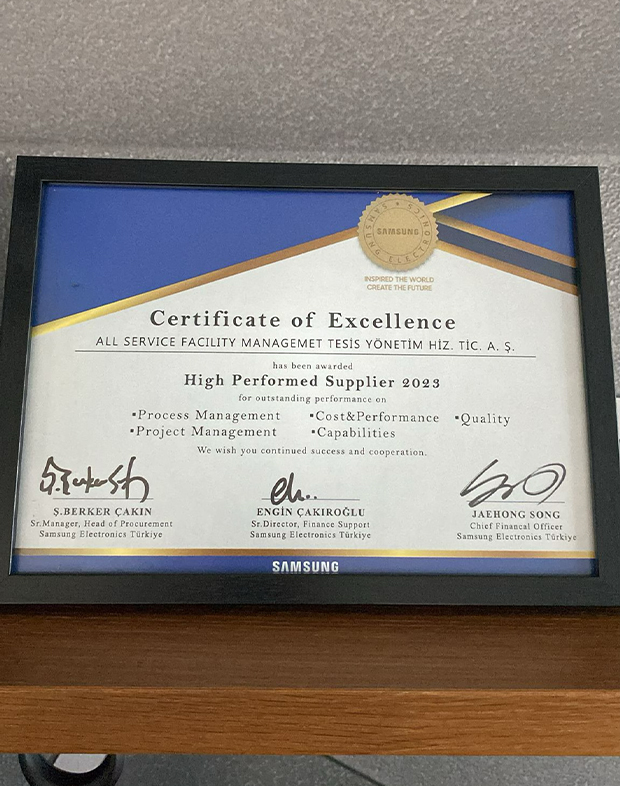 SAMSUNG ELECTRONICS
SAMSUNG
INSPIRED THE WORLD
CREATE THE FUTURE
Certificate of Excellence
ALL SERVICE FACILITY MANAGEMET TESIS YÖNETİM HİZ. TİC. A. Ş.
has been awarded
High Performed Supplier 2023
for outstanding performance on
▪Process Management ▪Cost&Performance ▪Quality
▪Project Management ▪Capabilities
We wish you continued success and cooperation.
Ş.BERKER ÇAKIN ENGİN ÇAKIROĞLU JAEHONG SONG
Sr.Manager, Head of Procurement Sr.Director, Finance Support Chief Financal Officer
Samsung Electronics Türkiye Samsung Electronics Türkiye Samsung Electronics Türkiye
SAMSUNG